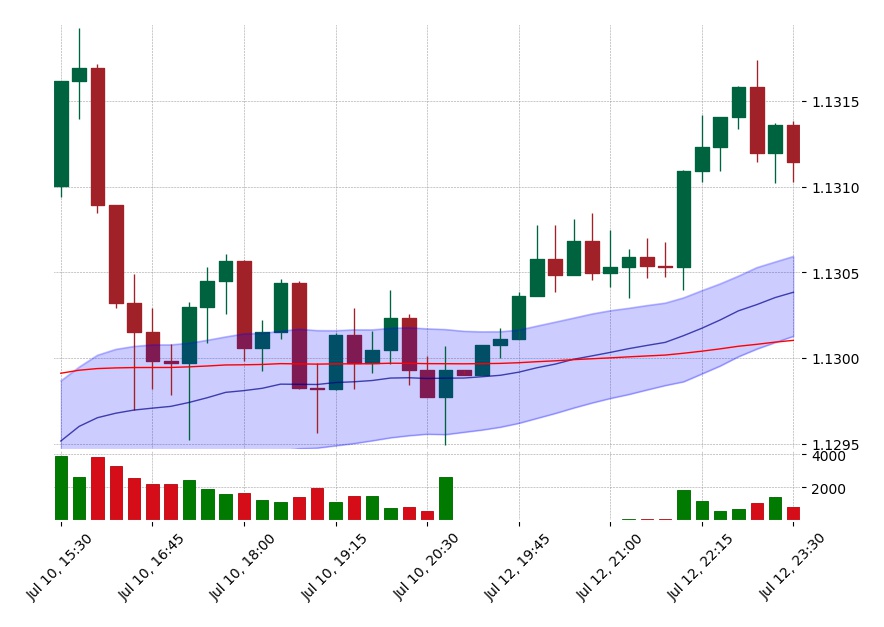 1.1315
1.1310
1.1305
1.1300
1.1295
4000
2000
Jul 10, 15:30
Jul 10, 16:45
Jul 10, 18:00
Jul 10, 19:15
Jul 10, 20:30
Jul 12, 19:45
Jul 12, 21:00
Jul 12, 22:15
Jul 12, 23:30